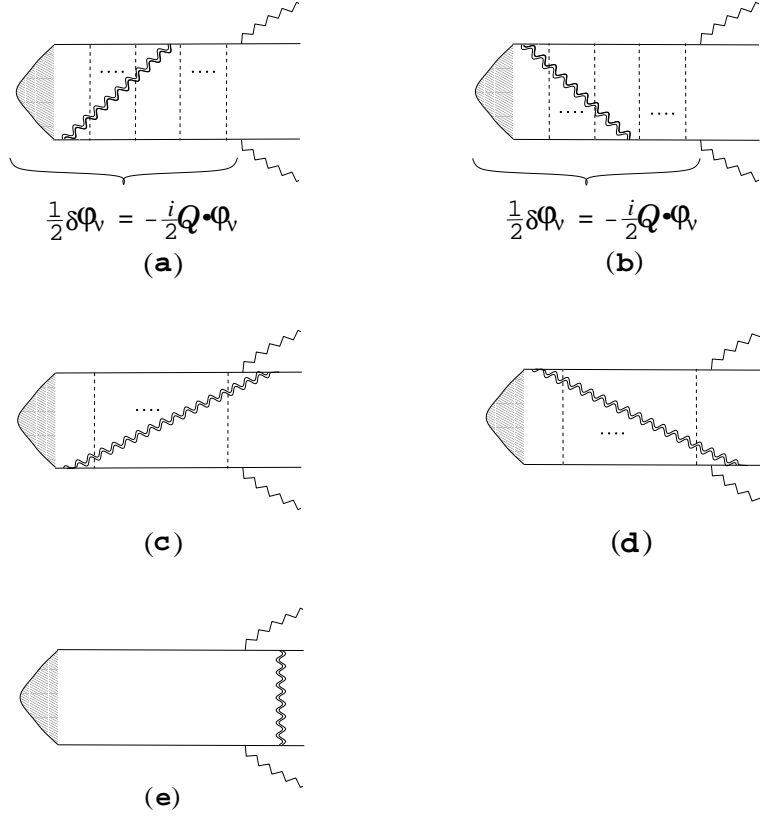 .... ....
.... ....
½δφ_ν = -i/2 Q•φ_ν
½δφ_ν = -i/2 Q•φ_ν
(a)
(b)
....
....
(c)
(d)
(e)